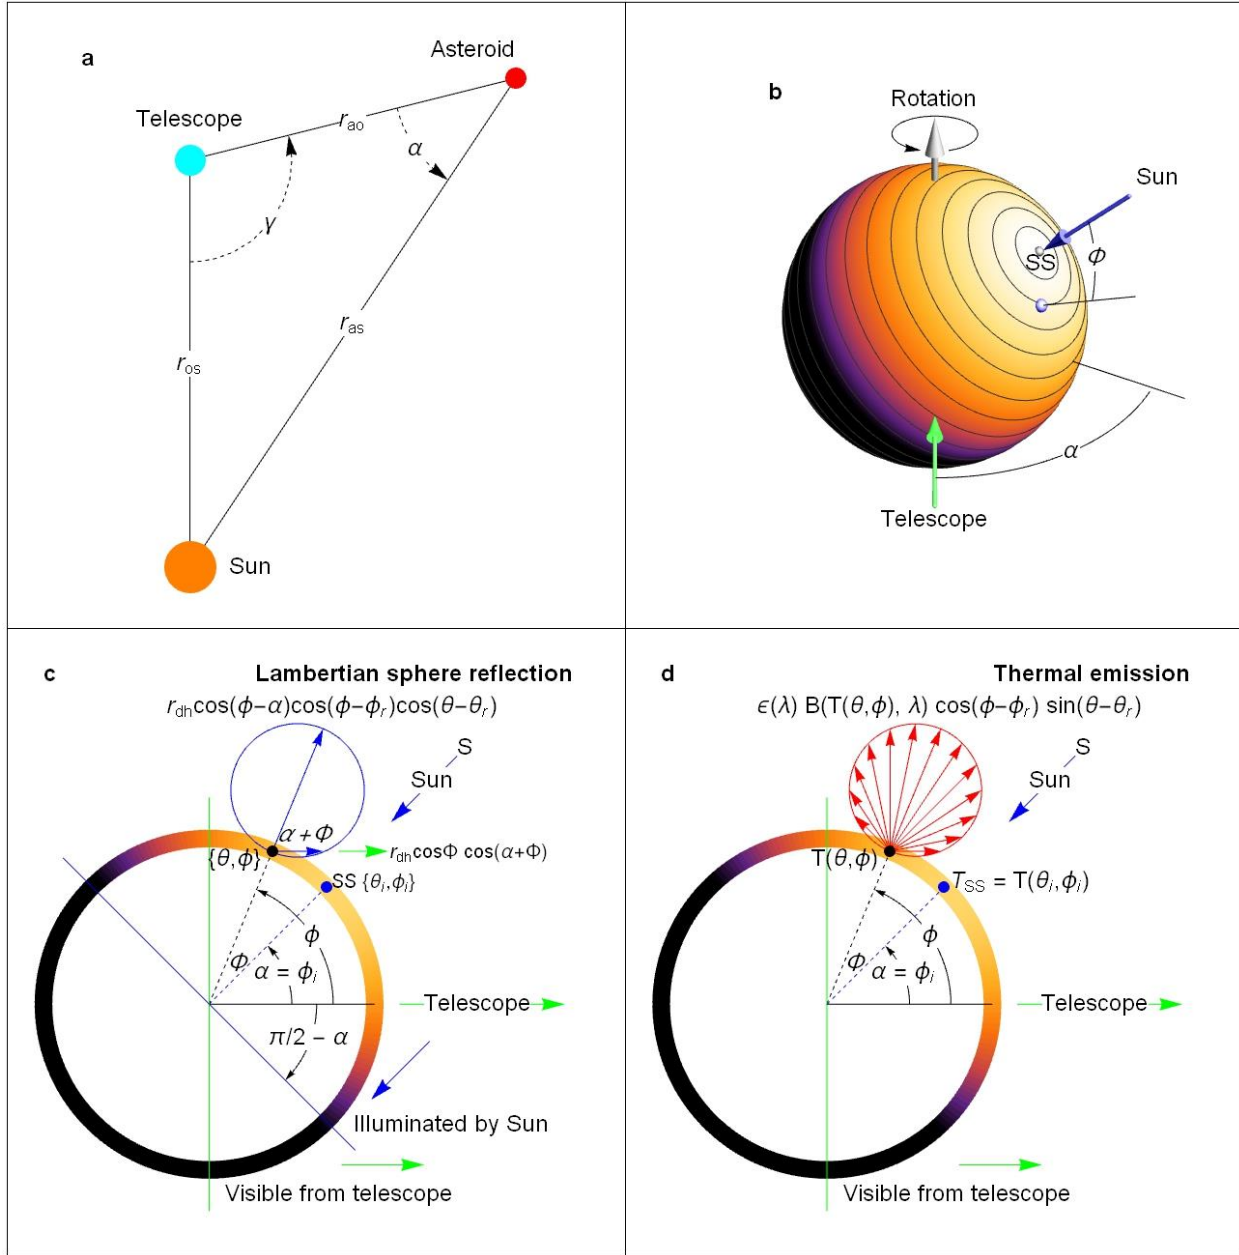 a
Asteroid
Telescope
r_ao
α
γ
r_as
r_os
Sun
b
Rotation
Sun
SS
ϕ
α
Telescope
c
Lambertian sphere reflection
r_dh cos(ϕ−α)cos(ϕ−ϕ_r)cos(θ−θ_r)
S
Sun
α+Φ
{θ,ϕ}
r_dh cosΦ cos(α+Φ)
SS {θ_i,ϕ_i}
ϕ
Φ
α = ϕ_i
Telescope
π/2 − α
Illuminated by Sun
Visible from telescope
d
Thermal emission
ϵ(λ) B(T(θ,ϕ), λ) cos(ϕ−ϕ_r) sin(θ−θ_r)
S
Sun
T(θ,ϕ)
T_SS = T(θ_i,ϕ_i)
ϕ
Φ
α = ϕ_i
Telescope
Visible from telescope